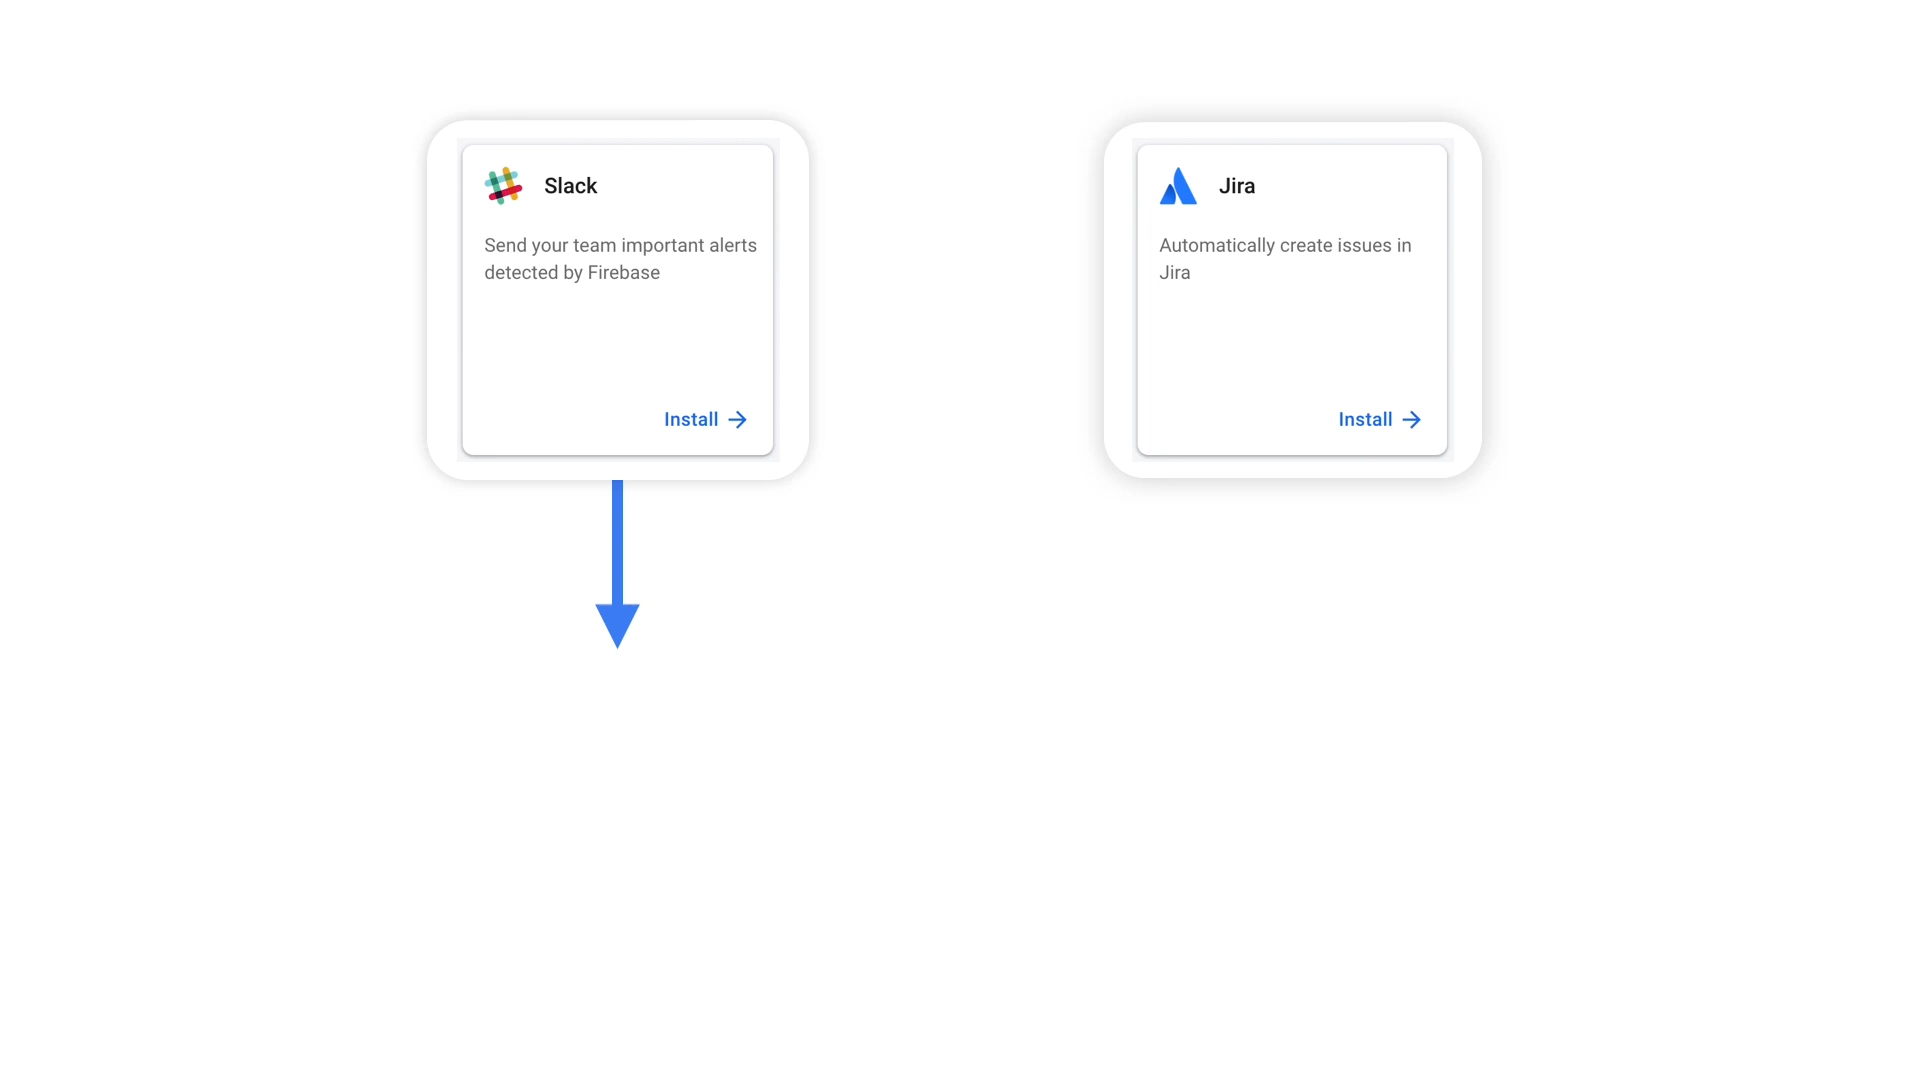 Slack
Send your team important alerts
detected by Firebase
Install
Jira
Automatically create issues in
Jira
Install